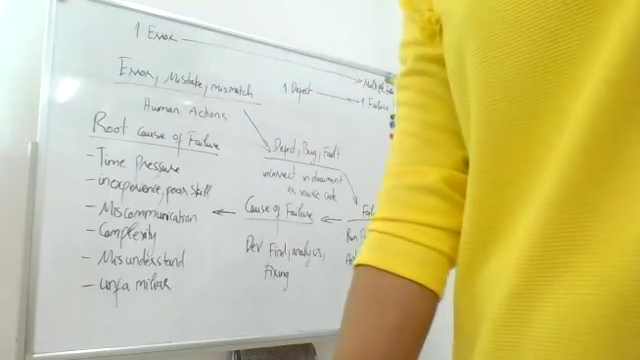 1 Error
Multiple
Error, Mistake, mismatch
1 Defect
1 Failure
Human Actions
Root cause of Failure
Defect, Bug, Fault
- Time Pressure
incorrect in document
or source code
- inexperience, poor skill
- Miscommunication
Cause of Failure
- Complexity
Dev Find, analysis,
Fixing
- Misunderstand
- unfamiliar